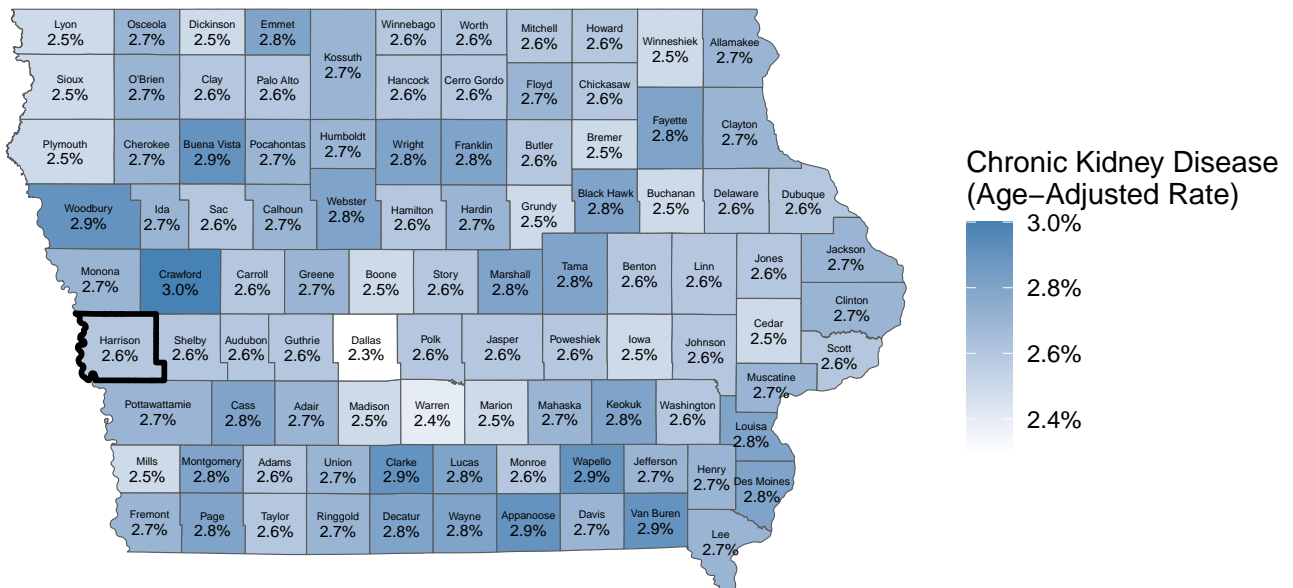 Lyon
2.5%
Osceola
2.7%
Dickinson
2.5%
Emmet
2.8%
Kossuth
2.7%
Winnebago
2.6%
Worth
2.6%
Mitchell
2.6%
Howard
2.6%
Winneshiek
2.5%
Allamakee
2.7%
Sioux
2.5%
O'Brien
2.7%
Clay
2.6%
Palo Alto
2.6%
Hancock
2.6%
Cerro Gordo
2.6%
Floyd
2.7%
Chickasaw
2.6%
Fayette
2.8%
Clayton
2.7%
Plymouth
2.5%
Cherokee
2.7%
Buena Vista
2.9%
Pocahontas
2.7%
Humboldt
2.7%
Wright
2.8%
Franklin
2.8%
Butler
2.6%
Bremer
2.5%
Woodbury
2.9%
Ida
2.7%
Sac
2.6%
Calhoun
2.7%
Webster
2.8%
Hamilton
2.6%
Hardin
2.7%
Grundy
2.5%
Black Hawk
2.8%
Buchanan
2.5%
Delaware
2.6%
Dubuque
2.6%
Monona
2.7%
Crawford
3.0%
Carroll
2.6%
Greene
2.7%
Boone
2.5%
Story
2.6%
Marshall
2.8%
Tama
2.8%
Benton
2.6%
Linn
2.6%
Jones
2.6%
Jackson
2.7%
Clinton
2.7%
Harrison
2.6%
Shelby
2.6%
Audubon
2.6%
Guthrie
2.6%
Dallas
2.3%
Polk
2.6%
Jasper
2.6%
Poweshiek
2.6%
Iowa
2.5%
Johnson
2.6%
Cedar
2.5%
Scott
2.6%
Muscatine
2.7%
Pottawattamie
2.7%
Cass
2.8%
Adair
2.7%
Madison
2.5%
Warren
2.4%
Marion
2.5%
Mahaska
2.7%
Keokuk
2.8%
Washington
2.6%
Louisa
2.8%
Mills
2.5%
Montgomery
2.8%
Adams
2.6%
Union
2.7%
Clarke
2.9%
Lucas
2.8%
Monroe
2.6%
Wapello
2.9%
Jefferson
2.7%
Henry
2.7%
Des Moines
2.8%
Fremont
2.7%
Page
2.8%
Taylor
2.6%
Ringgold
2.7%
Decatur
2.8%
Wayne
2.8%
Appanoose
2.9%
Davis
2.7%
Van Buren
2.9%
Lee
2.7%
Chronic Kidney Disease
(Age−Adjusted Rate)
3.0%
2.8%
2.6%
2.4%